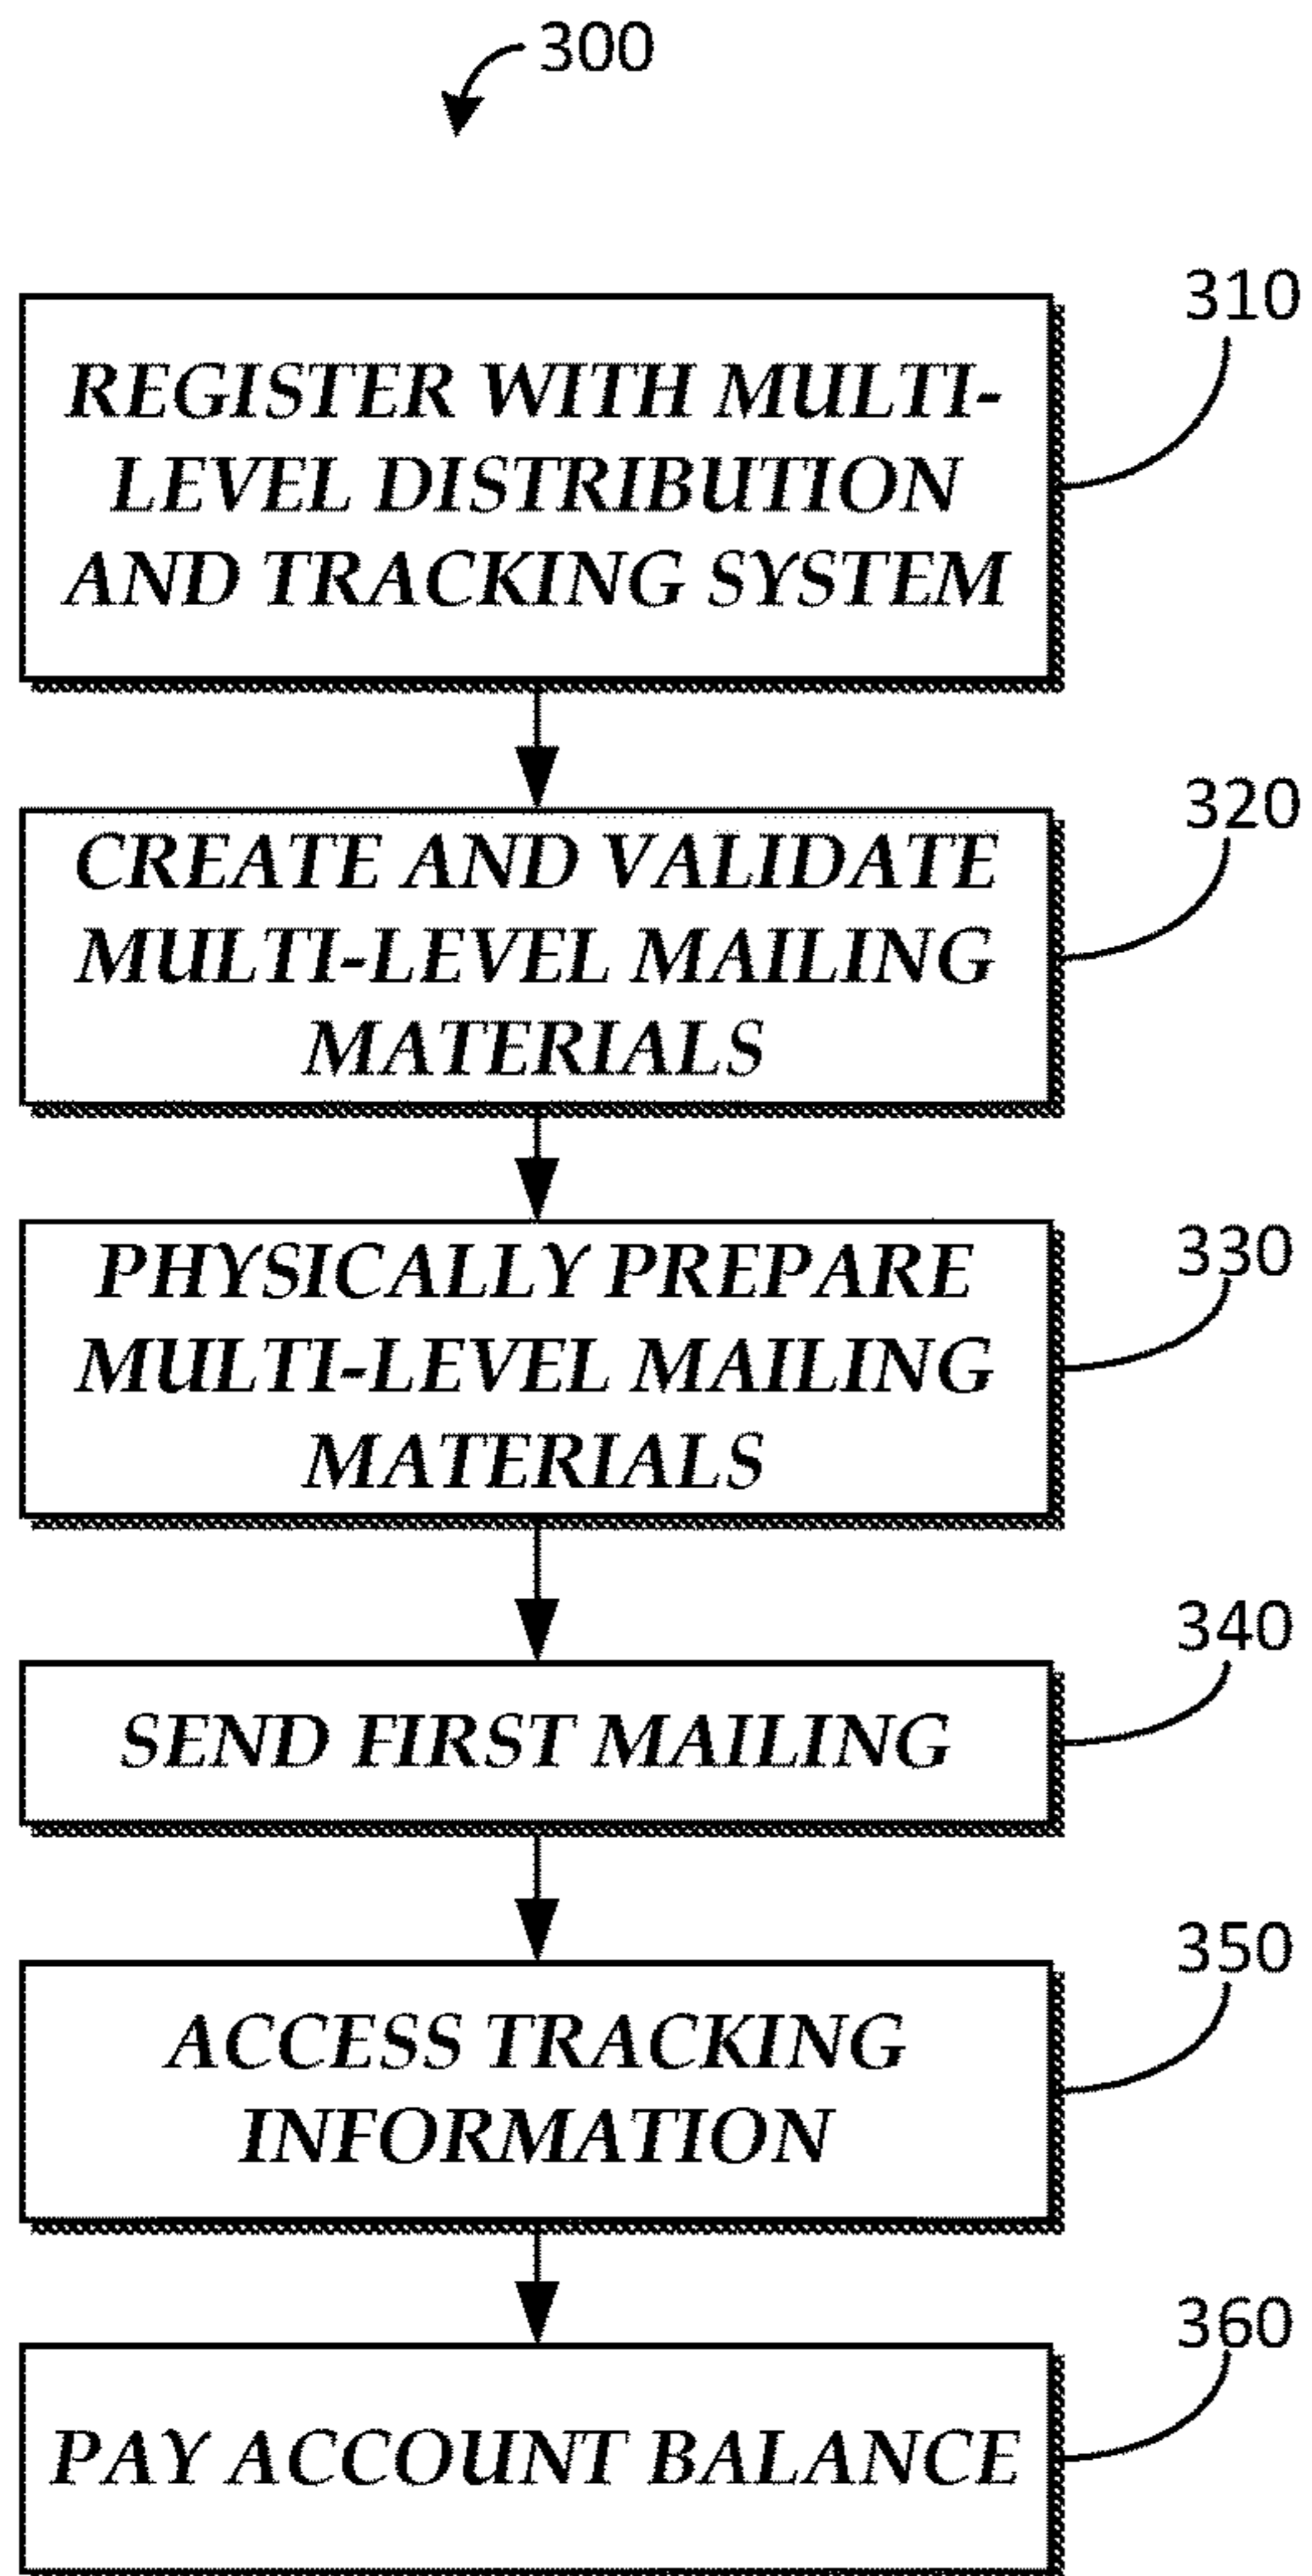 300
310
REGISTER WITH MULTI-
LEVEL DISTRIBUTION
AND TRACKING SYSTEM
320
CREATE AND VALIDATE
MULTI-LEVEL MAILING
MATERIALS
330
PHYSICALLY PREPARE
MULTI-LEVEL MAILING
MATERIALS
340
SEND FIRST MAILING
350
ACCESS TRACKING
INFORMATION
360
PAY ACCOUNT BALANCE